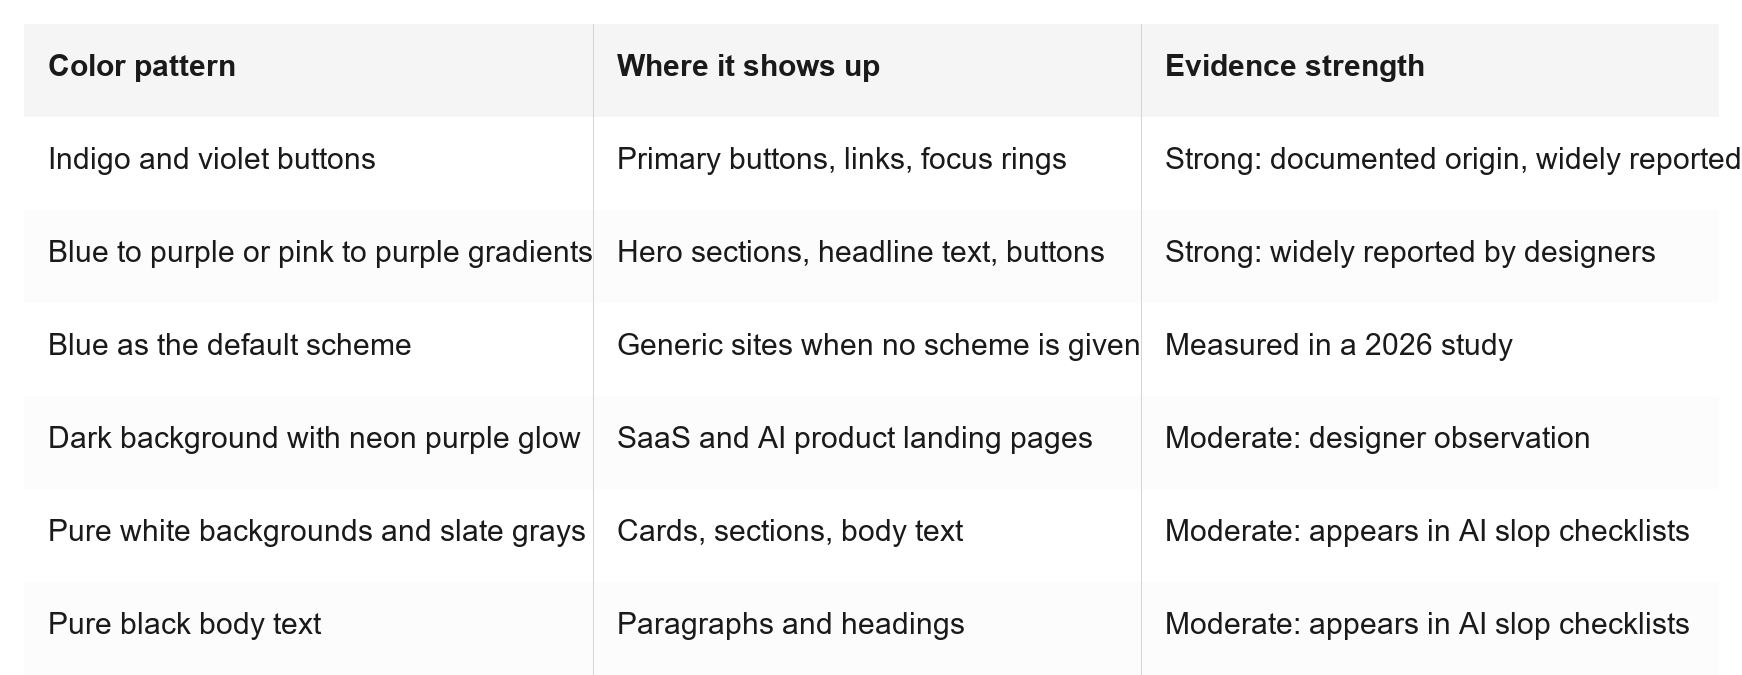 Color pattern Where it shows up Evidence strength
Indigo and violet buttons Primary buttons, links, focus rings Strong: documented origin, widely reported
Blue to purple or pink to purple gradients Hero sections, headline text, buttons Strong: widely reported by designers
Blue as the default scheme Generic sites when no scheme is given Measured in a 2026 study
Dark background with neon purple glow SaaS and AI product landing pages Moderate: designer observation
Pure white backgrounds and slate grays Cards, sections, body text Moderate: appears in AI slop checklists
Pure black body text Paragraphs and headings Moderate: appears in AI slop checklists